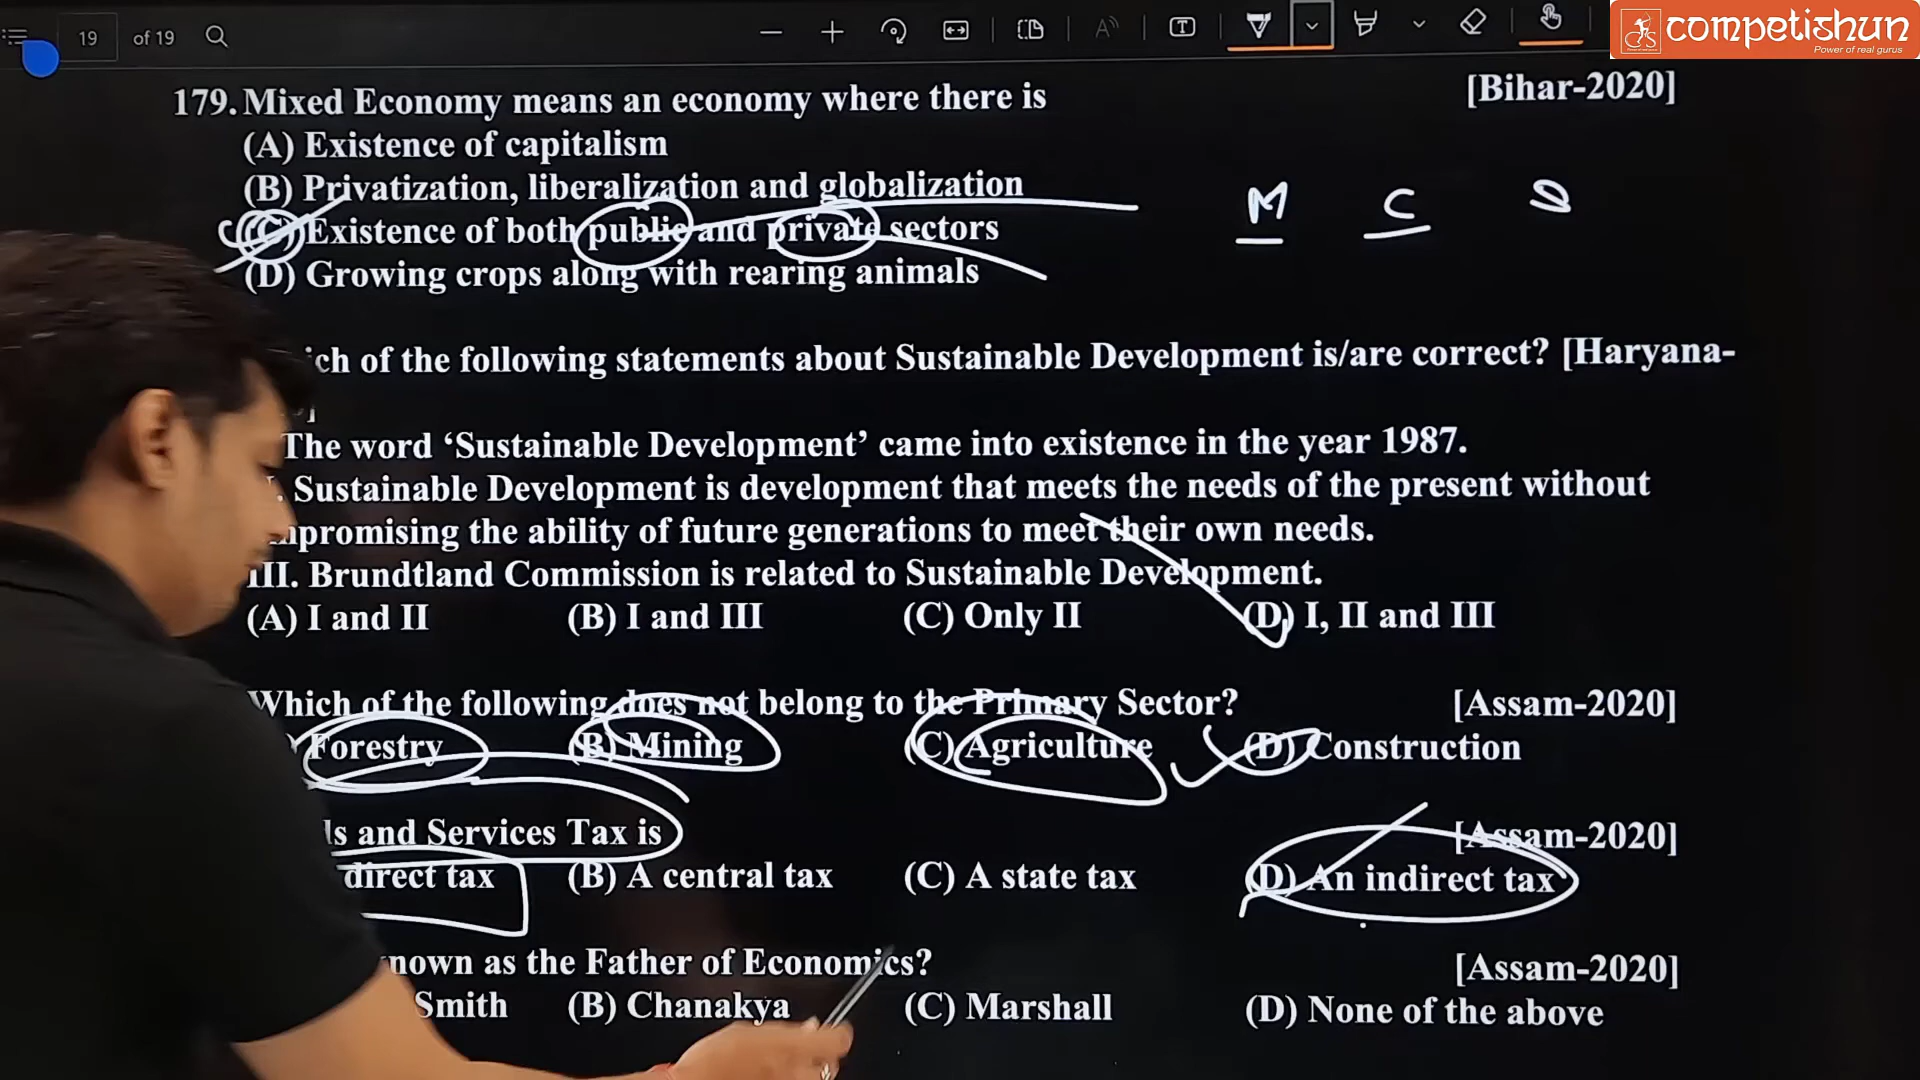 19 of 19
competishun
Power of real gurus
179. Mixed Economy means an economy where there is [Bihar-2020]
(A) Existence of capitalism
(B) Privatization, liberalization and globalization
(C) Existence of both public and private sectors
(D) Growing crops along with rearing animals
M C S
of the following statements about Sustainable Development is/are correct? [Haryana-
The word ‘Sustainable Development’ came into existence in the year 1987.
Sustainable Development is development that meets the needs of the present without
the ability of future generations to meet their own needs.
III. Brundtland Commission is related to Sustainable Development.
(A) I and II (B) I and III (C) Only II (D) I, II and III
Which of the following does not belong to the Primary Sector? [Assam-2020]
Forestry (B) Mining (C) Agriculture (D) Construction
and Services Tax is [Assam-2020]
direct tax (B) A central tax (C) A state tax (D) An indirect tax
as the Father of Economics? [Assam-2020]
Smith (B) Chanakya (C) Marshall (D) None of the above